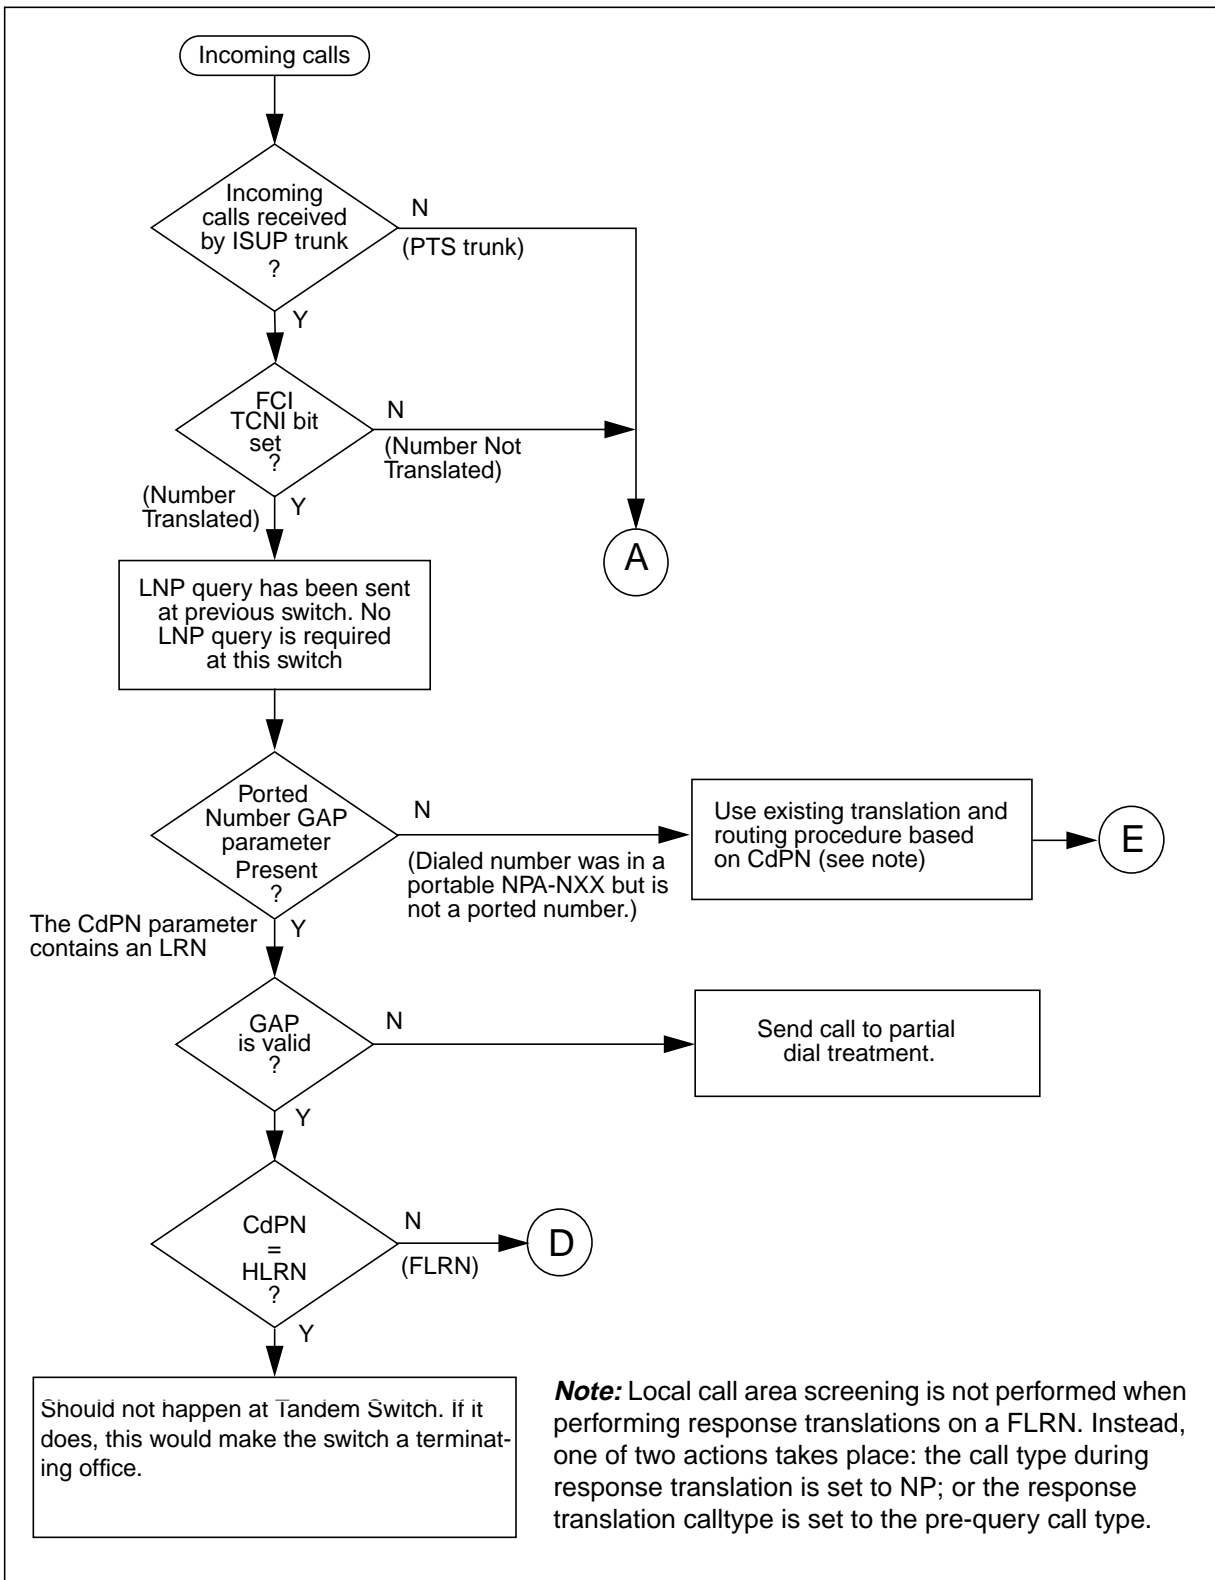 Incoming calls
Incoming
calls received
by ISUP trunk
?
N
(PTS trunk)
Y
FCI
TCNI bit
set
?
N
(Number Not
Translated)
(Number
Translated)
Y
A
LNP query has been sent
at previous switch. No
LNP query is required
at this switch
Ported
Number GAP
parameter
Present
?
N
(Dialed number was in a
portable NPA-NXX but is
not a ported number.)
Use existing translation and
routing procedure based
on CdPN (see note)
E
The CdPN parameter
contains an LRN
Y
GAP
is valid
?
N
Send call to partial
dial treatment.
Y
CdPN
=
HLRN
?
N
(FLRN)
D
Y
Should not happen at Tandem Switch. If it
does, this would make the switch a terminat-
ing office.
Note: Local call area screening is not performed when
performing response translations on a FLRN. Instead,
one of two actions takes place: the call type during
response translation is set to NP; or the response
translation calltype is set to the pre-query call type.